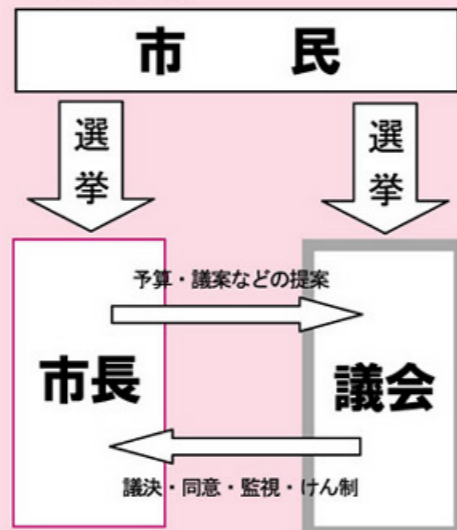 市　民
選挙
選挙
予算・議案などの提案
市長
議会
議決・同意・監視・けん制